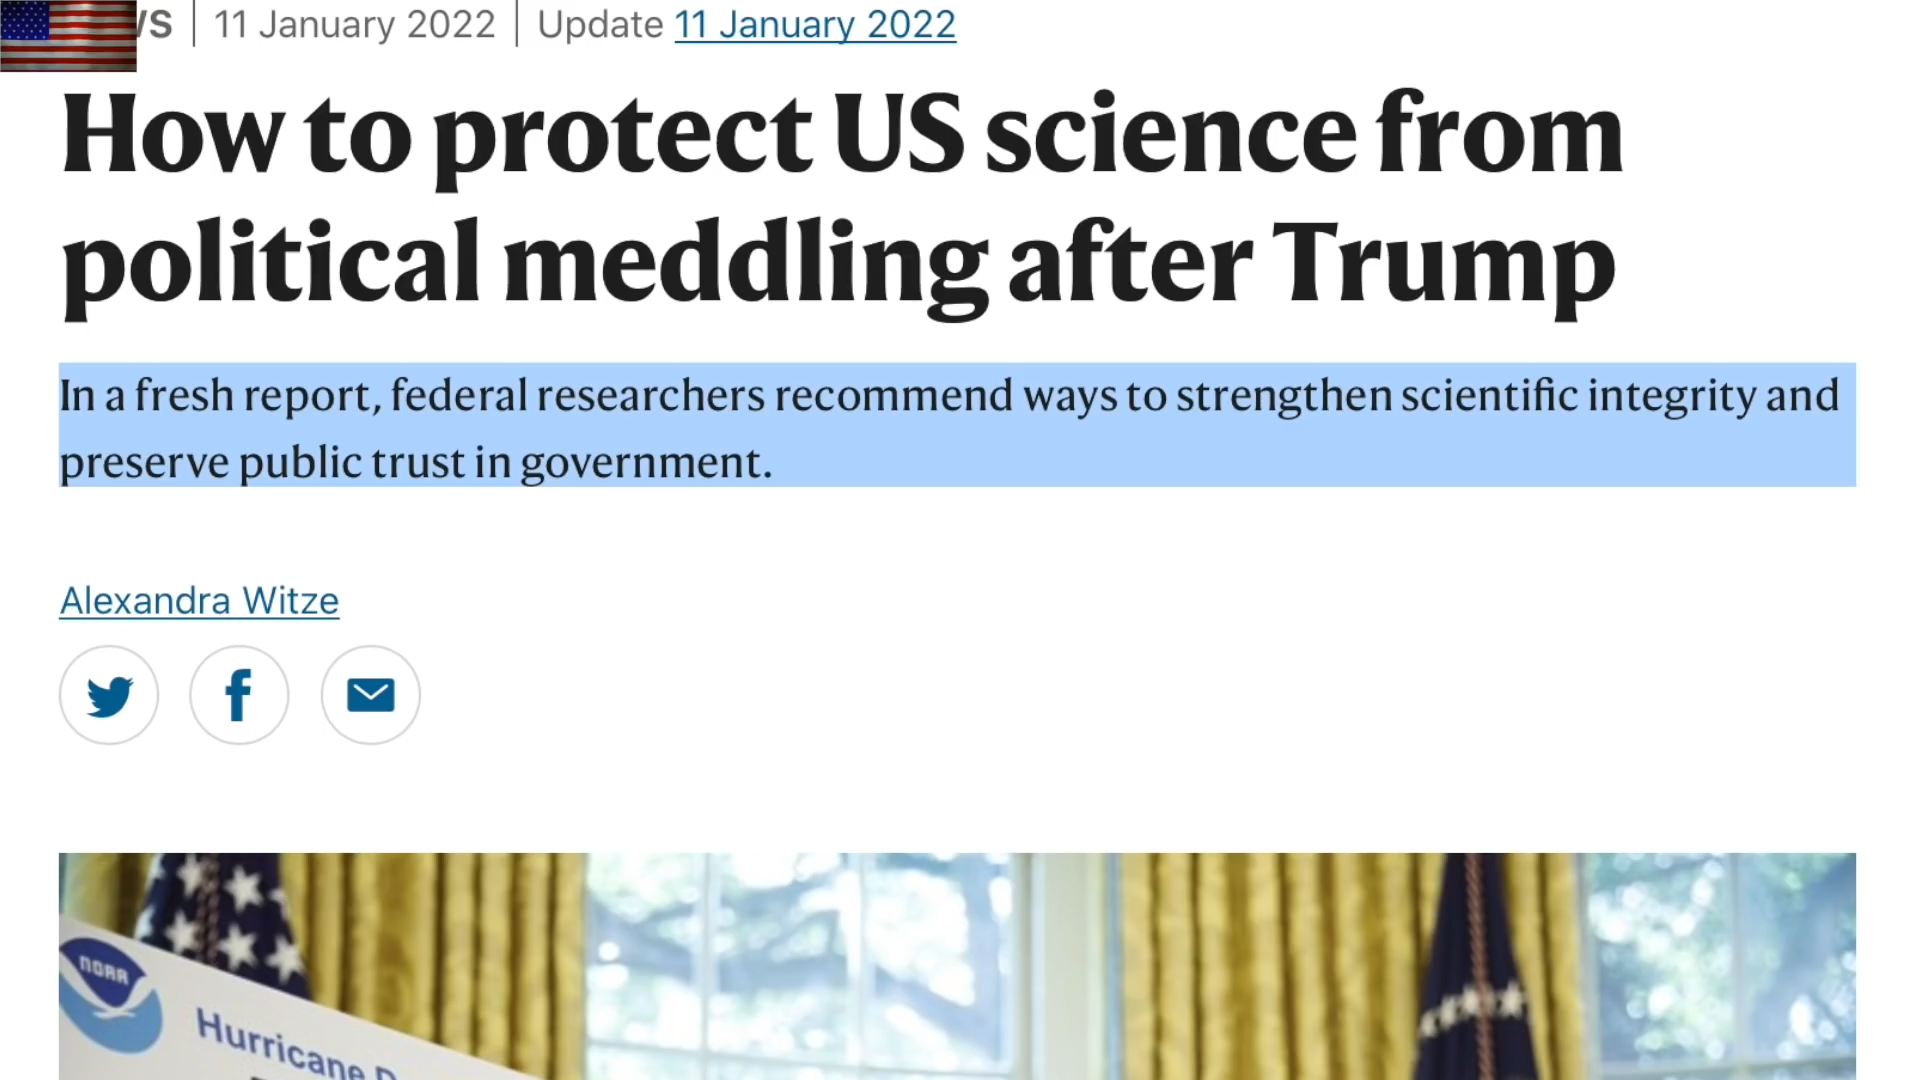 WS | 11 January 2022 | Update 11 January 2022
How to protect US science from
political meddling after Trump
In a fresh report, federal researchers recommend ways to strengthen scientific integrity and
preserve public trust in government.
Alexandra Witze
NOAA
Hurricane